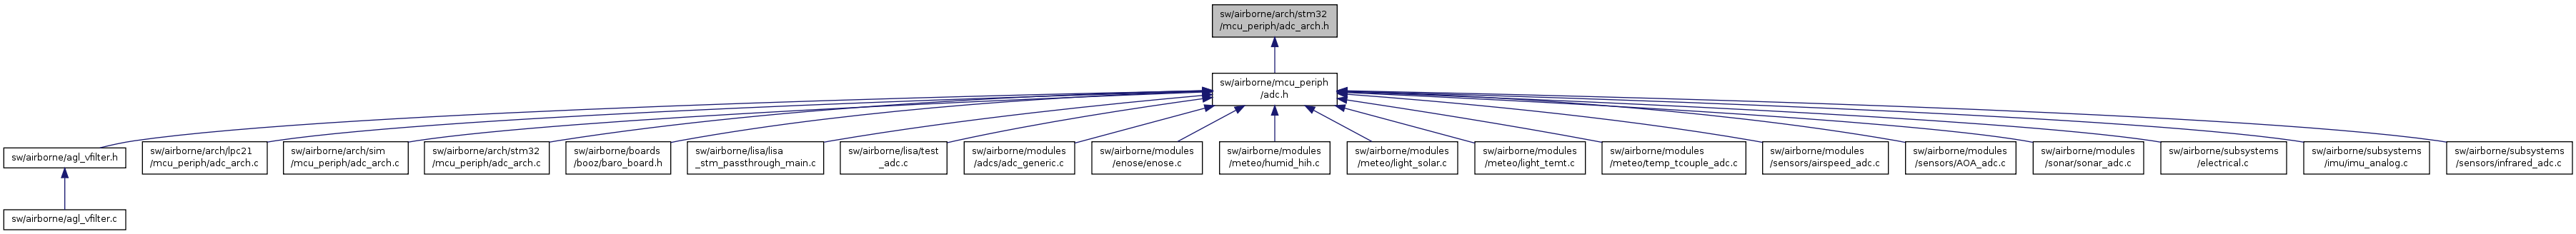 sw/airborne/arch/stm32
/mcu_periph/adc_arch.h
sw/airborne/mcu_periph
/adc.h
sw/airborne/agl_vfilter.h
sw/airborne/arch/lpc21
/mcu_periph/adc_arch.c
sw/airborne/arch/sim
/mcu_periph/adc_arch.c
sw/airborne/arch/stm32
/mcu_periph/adc_arch.c
sw/airborne/boards
/booz/baro_board.h
sw/airborne/lisa/lisa
_stm_passthrough_main.c
sw/airborne/lisa/test
_adc.c
sw/airborne/modules
/adcs/adc_generic.c
sw/airborne/modules
/enose/enose.c
sw/airborne/modules
/meteo/humid_hih.c
sw/airborne/modules
/meteo/light_solar.c
sw/airborne/modules
/meteo/light_temt.c
sw/airborne/modules
/meteo/temp_tcouple_adc.c
sw/airborne/modules
/sensors/airspeed_adc.c
sw/airborne/modules
/sensors/AOA_adc.c
sw/airborne/modules
/sonar/sonar_adc.c
sw/airborne/subsystems
/electrical.c
sw/airborne/subsystems
/imu/imu_analog.c
sw/airborne/subsystems
/sensors/infrared_adc.c
sw/airborne/agl_vfilter.c